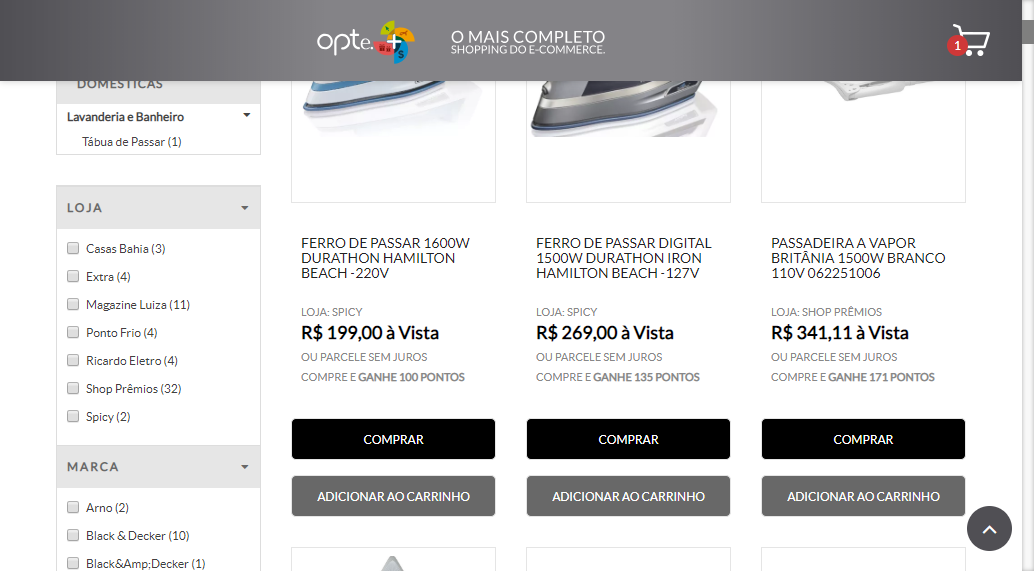 opte.+
O MAIS COMPLETO
SHOPPING DO E-COMMERCE.
1
DOMÉSTICAS
Lavanderia e Banheiro
Tábua de Passar (1)
LOJA
Casas Bahia (3)
Extra (4)
Magazine Luiza (11)
Ponto Frio (4)
Ricardo Eletro (4)
Shop Prêmios (32)
Spicy (2)
MARCA
Arno (2)
Black & Decker (10)
Black&Amp;Decker (1)
FERRO DE PASSAR 1600W
DURATHON HAMILTON
BEACH -220V
LOJA: SPICY
R$ 199,00 à Vista
OU PARCELE SEM JUROS
COMPRE E GANHE 100 PONTOS
COMPRAR
ADICIONAR AO CARRINHO
FERRO DE PASSAR DIGITAL
1500W DURATHON IRON
HAMILTON BEACH -127V
LOJA: SPICY
R$ 269,00 à Vista
OU PARCELE SEM JUROS
COMPRE E GANHE 135 PONTOS
COMPRAR
ADICIONAR AO CARRINHO
PASSADEIRA A VAPOR
BRITÂNIA 1500W BRANCO
110V 062251006
LOJA: SHOP PRÊMIOS
R$ 341,11 à Vista
OU PARCELE SEM JUROS
COMPRE E GANHE 171 PONTOS
COMPRAR
ADICIONAR AO CARRINHO